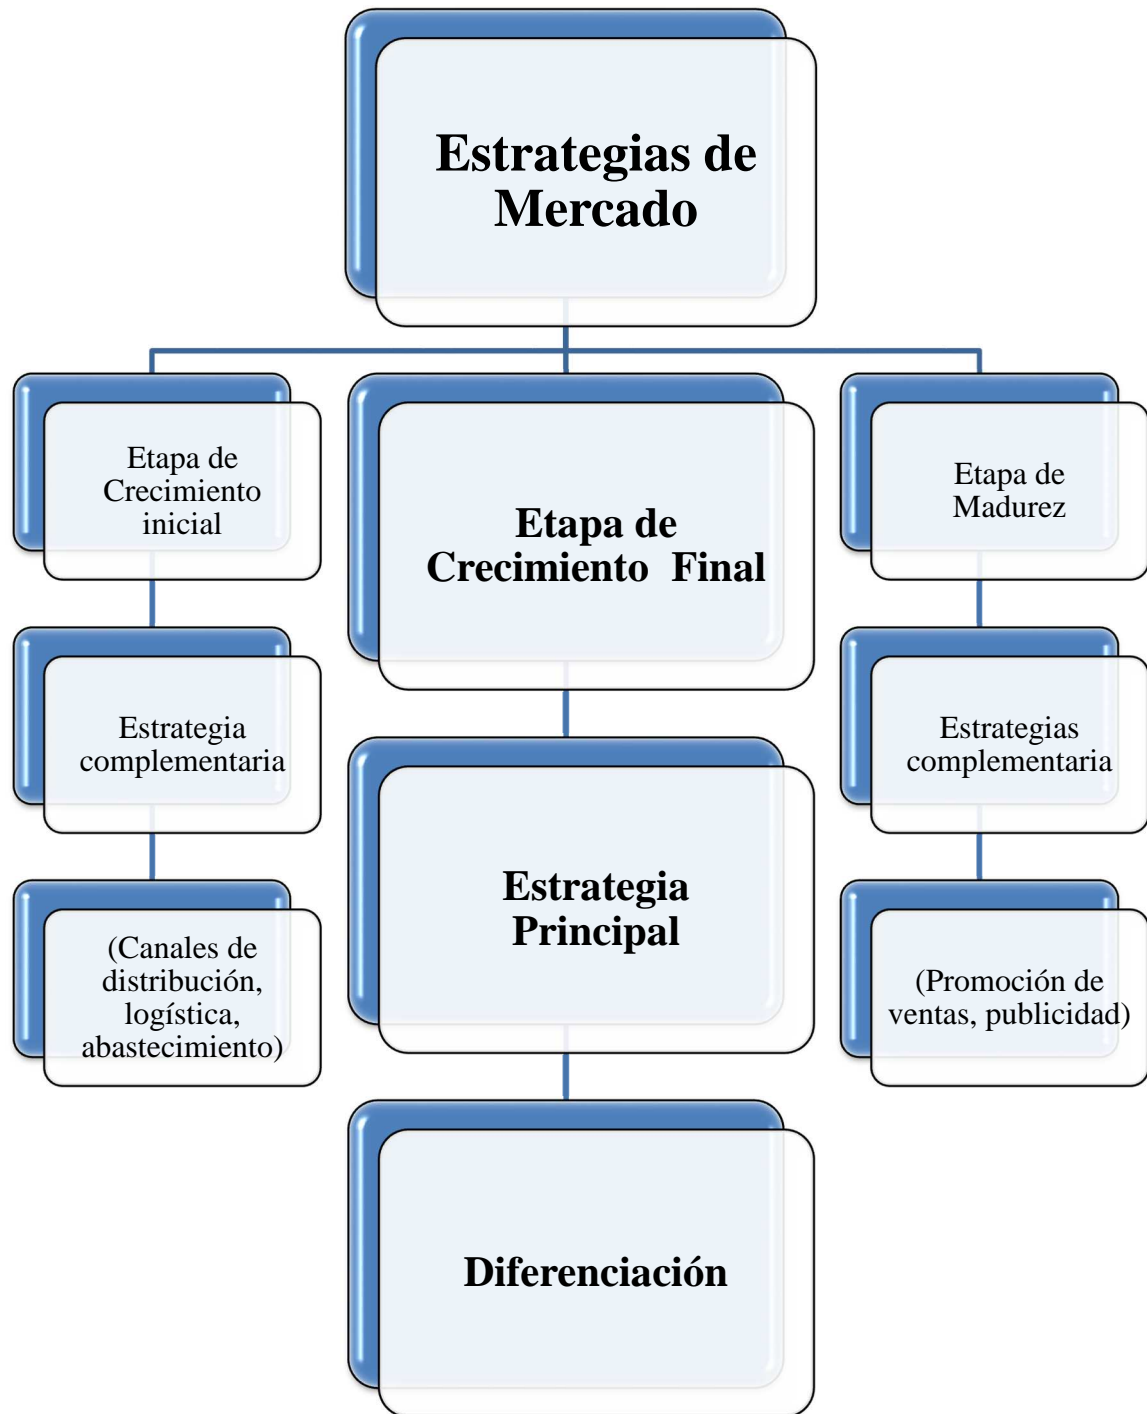 Estrategias de
Mercado
Etapa de
Crecimiento
inicial
Estrategia
complementaria
(Canales de
distribución,
logística,
abastecimiento)
Etapa de
Crecimiento  Final
Estrategia
Principal
Diferenciación
Etapa de
Madurez
Estrategias
complementaria
(Promoción de
ventas, publicidad)